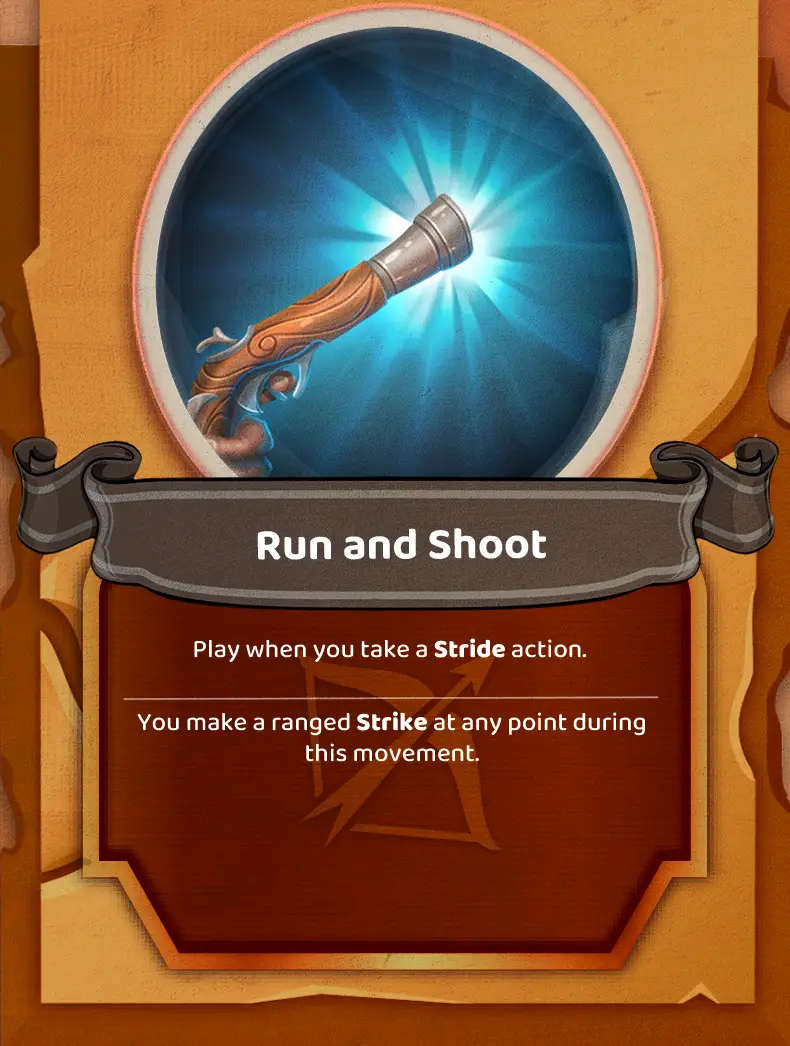 Run and Shoot
Play when you take a Stride action.
You make a ranged Strike at any point during
this movement.